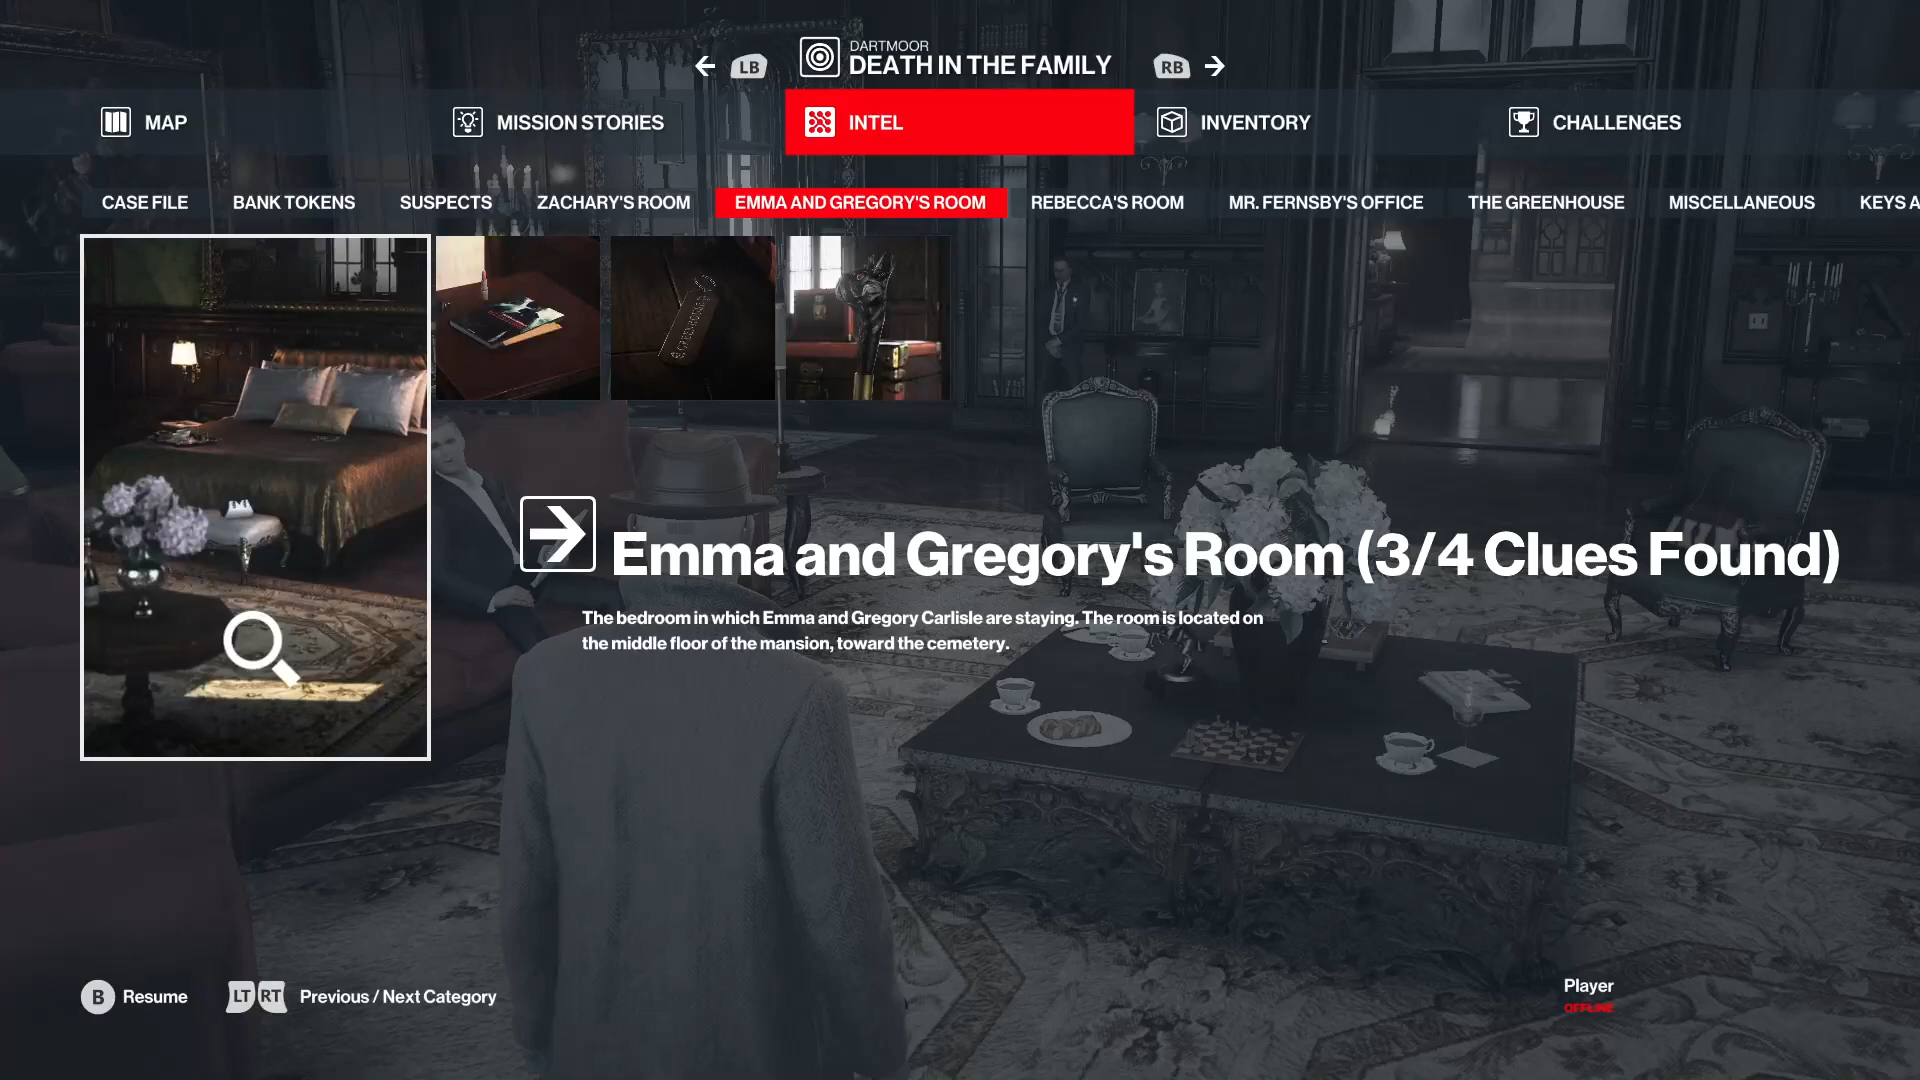 DARTMOOR
LB DEATH IN THE FAMILY RB
MAP
MISSION STORIES
INTEL
INVENTORY
CHALLENGES
CASE FILE
BANK TOKENS
SUSPECTS
ZACHARY'S ROOM
EMMA AND GREGORY'S ROOM
REBECCA'S ROOM
MR. FERNSBY'S OFFICE
THE GREENHOUSE
MISCELLANEOUS
KEYS A
Emma and Gregory's Room (3/4 Clues Found)
The bedroom in which Emma and Gregory Carlisle are staying. The room is located on
the middle floor of the mansion, toward the cemetery.
B Resume
LT RT Previous / Next Category
Player
OFFLINE